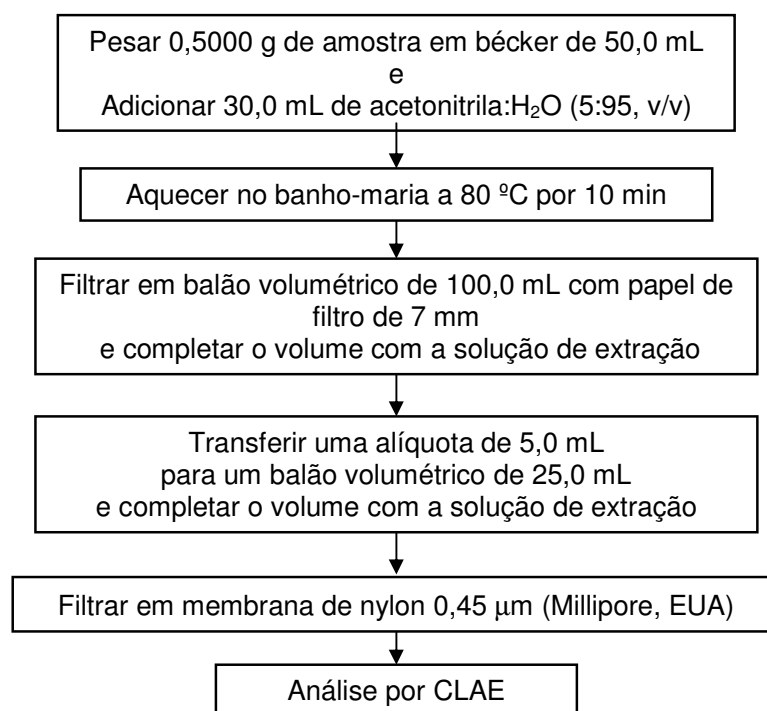 Pesar 0,5000 g de amostra em bécker de 50,0 mL
e
Adicionar 30,0 mL de acetonitrila:H₂O (5:95, v/v)
Aquecer no banho-maria a 80 ºC por 10 min
Filtrar em balão volumétrico de 100,0 mL com papel de
filtro de 7 mm
e completar o volume com a solução de extração
Transferir uma alíquota de 5,0 mL
para um balão volumétrico de 25,0 mL
e completar o volume com a solução de extração
Filtrar em membrana de nylon 0,45 μm (Millipore, EUA)
Análise por CLAE